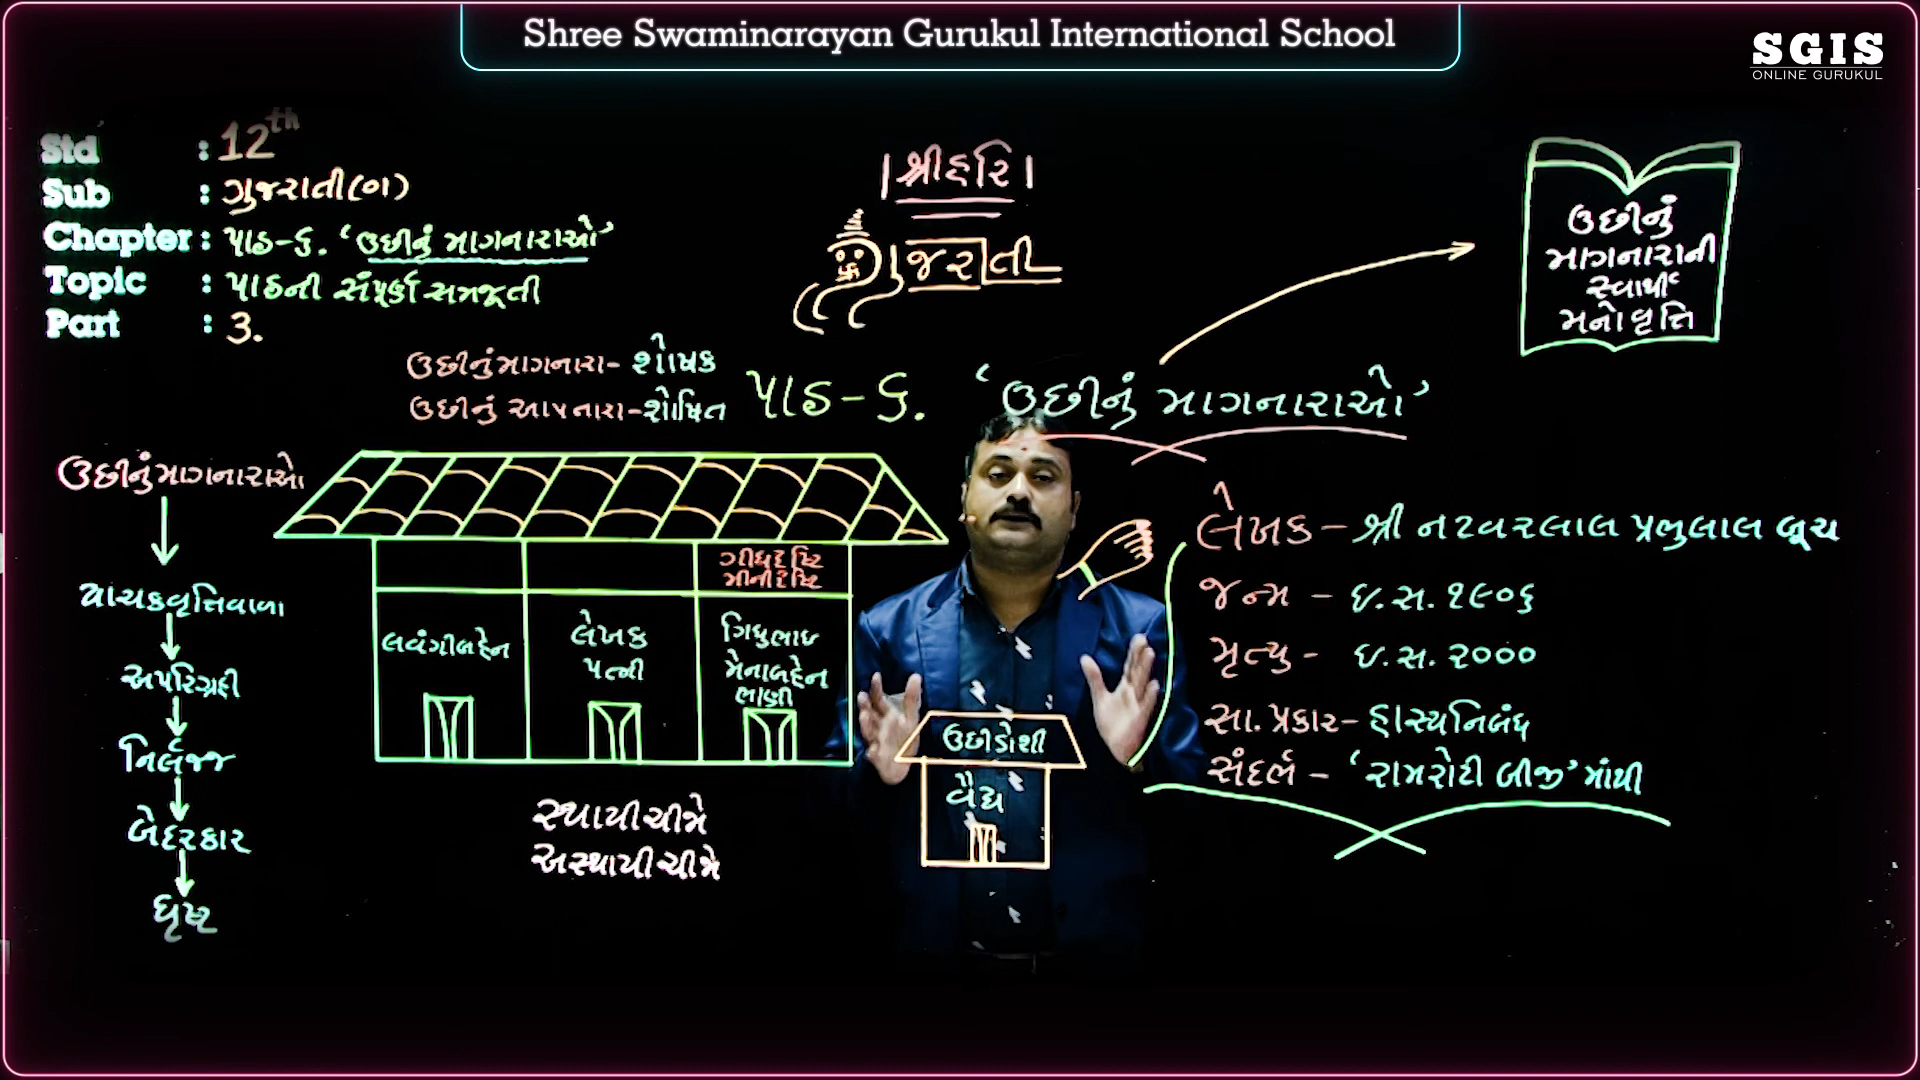 Shree Swaminarayan Gurukul International School
SGIS
ONLINE GURUKUL
Std : 12th
Sub : ગુજરાતી(૦૧)
Chapter : પાઠ-૬. 'ઉછીનું માગનારાઓ'
Topic : પાઠની સંપૂર્ણ સમજૂતી
Part : 3.
|શ્રીહરિ|
ગુજરાતી
ઉછીનું
માગનારાની
સ્વાર્થી
મનોવૃત્તિ
ઉછીનું માગનારા- શોષક
ઉછીનું આપનારા-શોષિત
પાઠ-૬. 'ઉછીનું માગનારાઓ'
ઉછીનું માગનારાઓ
યાચકવૃત્તિવાળા
અપરિગ્રહી
નિર્લજ્જ
બેદરકાર
ધૃષ્ટ
ગીધદૃષ્ટિ
મીનીદૃષ્ટિ
લવંગીબહેન
લેખક
પત્ની
ગિધુભાઇ
મેનાબહેન
ભાણી
સ્થાયીચીજો
અસ્થાયીચીજો
ઉછીડોશી
વૈદ્ય
લેખક - શ્રી નટવરલાલ પ્રભુલાલ બૂચ
જન્મ - ઇ.સ. ૧૯૦૬
મૃત્યુ - ઇ.સ. ૨૦૦૦
સા. પ્રકાર- હાસ્યનિબંધ
સંદર્ભ - 'રામરોટી બીજી' માંથી